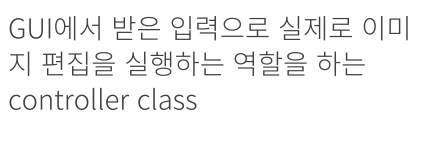 GUI에서 받은 입력으로 실제로 이미
지 편집을 실행하는 역할을 하는
controller class